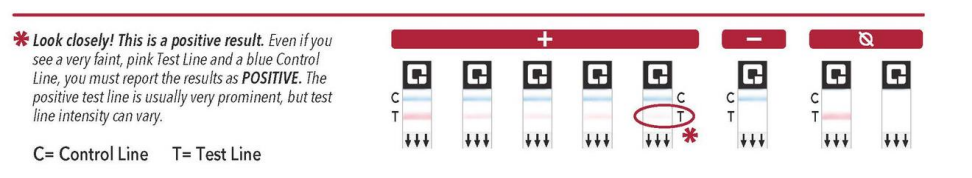 * Look closely! This is a positive result. Even if you
see a very faint, pink Test Line and a blue Control
Line, you must report the results as POSITIVE. The
positive test line is usually very prominent, but test
line intensity can vary.
C= Control Line T= Test Line
+ − Ø
C C C C
T T T T
*